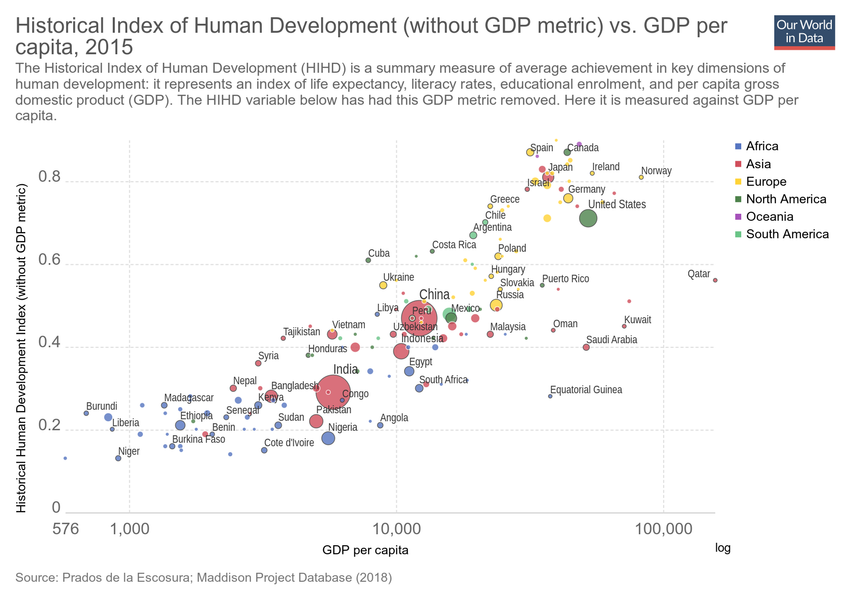 Historical Index of Human Development (without GDP metric) vs. GDP per
capita, 2015
Our World
in Data
The Historical Index of Human Development (HIHD) is a summary measure of average achievement in key dimensions of
human development: it represents an index of life expectancy, literacy rates, educational enrolment, and per capita gross
domestic product (GDP). The HIHD variable below has had this GDP metric removed. Here it is measured against GDP per
capita.
Historical Human Development Index (without GDP metric)
0.8
0.6
0.4
0.2
0
Spain
Canada
Japan
Ireland
Norway
Israel
Germany
Greece
United States
Chile
Argentina
Costa Rica
Cuba
Poland
Hungary
Ukraine
Slovakia
Puerto Rico
Qatar
China
Russia
Libya
Peru
Mexico
Vietnam
Uzbekistan
Malaysia
Oman
Kuwait
Tajikistan
Indonesia
Saudi Arabia
Honduras
Syria
Egypt
India
Nevral
Bangladesh
South Africa
Congo
Equatorial Guinea
Madagascar
Kenya
Burundi
Senegal
Pakistan
Ethiopia
Sudan
Angola
Liberia
Benin
Nigeria
Burkina Faso
Cote d'Ivoire
Niger
576
1,000
10,000
100,000
GDP per capita
log
Africa
Asia
Europe
North America
Oceania
South America
Source: Prados de la Escosura; Maddison Project Database (2018)